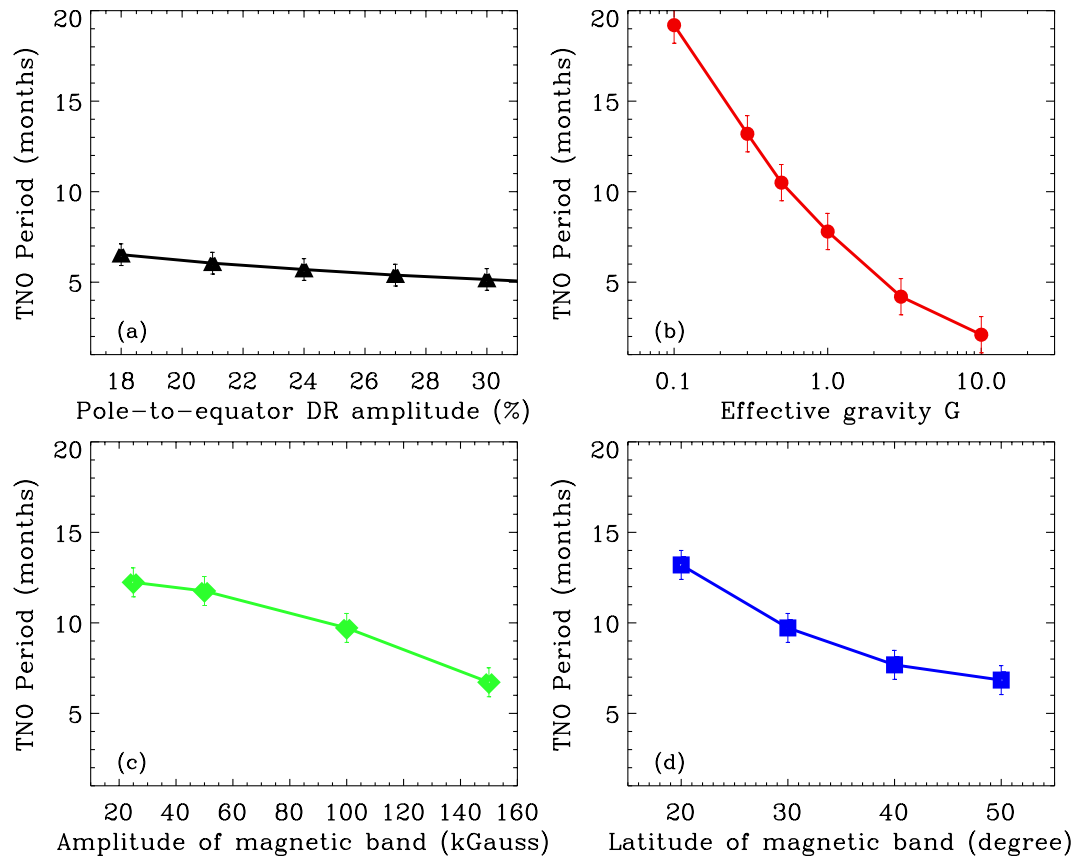 20
15
10
5
TNO Period (months)
(a)
18 20 22 24 26 28 30
Pole-to-equator DR amplitude (%)
20
15
10
5
TNO Period (months)
(b)
0.1 1.0 10.0
Effective gravity G
20
15
10
5
TNO Period (months)
(c)
20 40 60 80 100 120 140 160
Amplitude of magnetic band (kGauss)
20
15
10
5
TNO Period (months)
(d)
20 30 40 50
Latitude of magnetic band (degree)